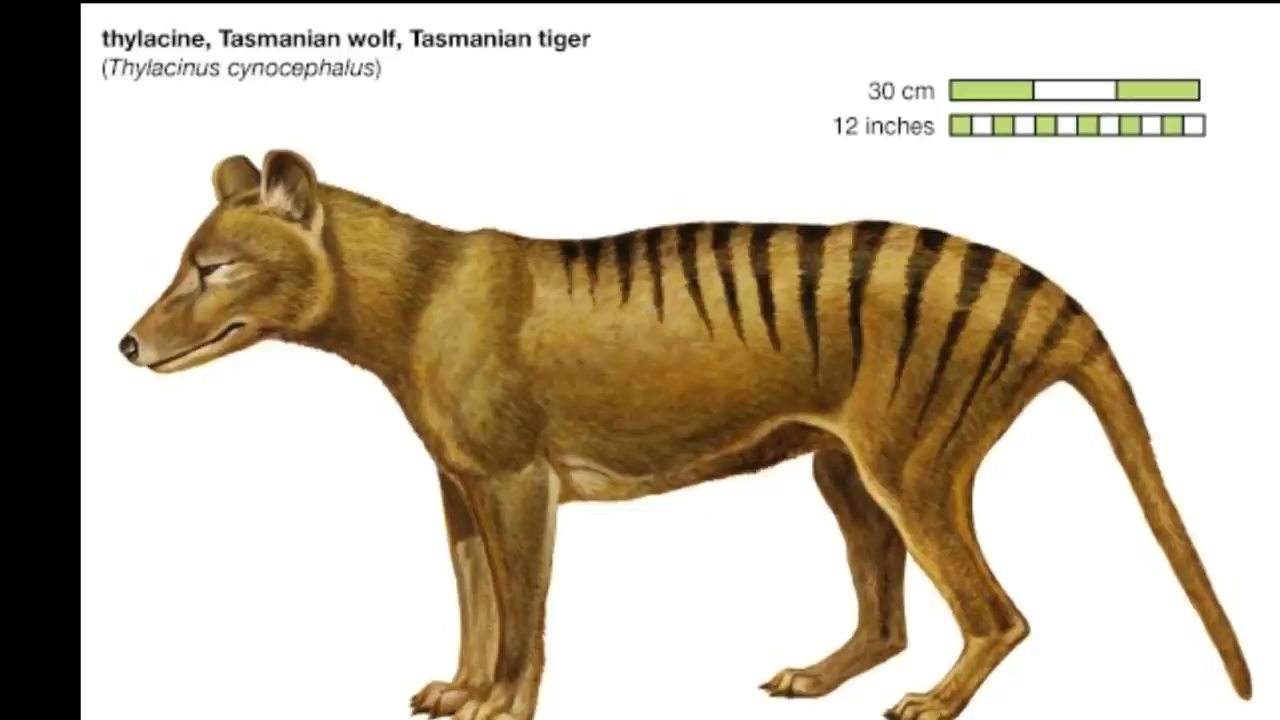 thylacine, Tasmanian wolf, Tasmanian tiger
(Thylacinus cynocephalus)
30 cm
12 inches